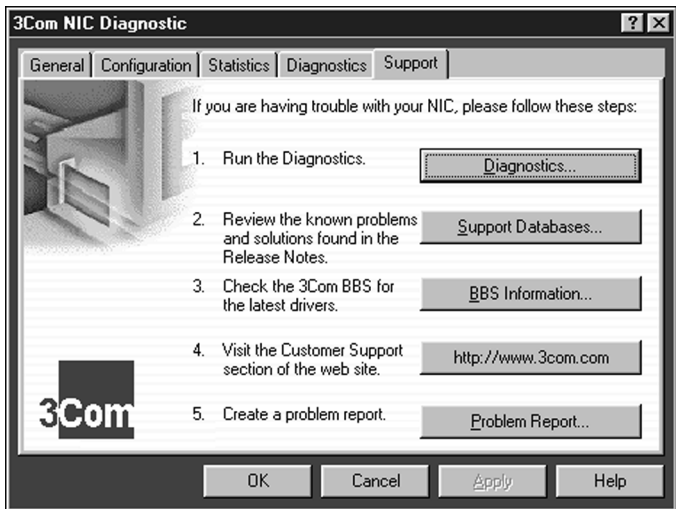 3Com NIC Diagnostic
General Configuration Statistics Diagnostics Support
If you are having trouble with your NIC, please follow these steps:
1. Run the Diagnostics.
Diagnostics...
2. Review the known problems
and solutions found in the
Release Notes.
Support Databases...
3. Check the 3Com BBS for
the latest drivers.
BBS Information...
4. Visit the Customer Support
section of the web site.
http://www.3com.com
5. Create a problem report.
Problem Report...
3Com
OK Cancel Apply Help